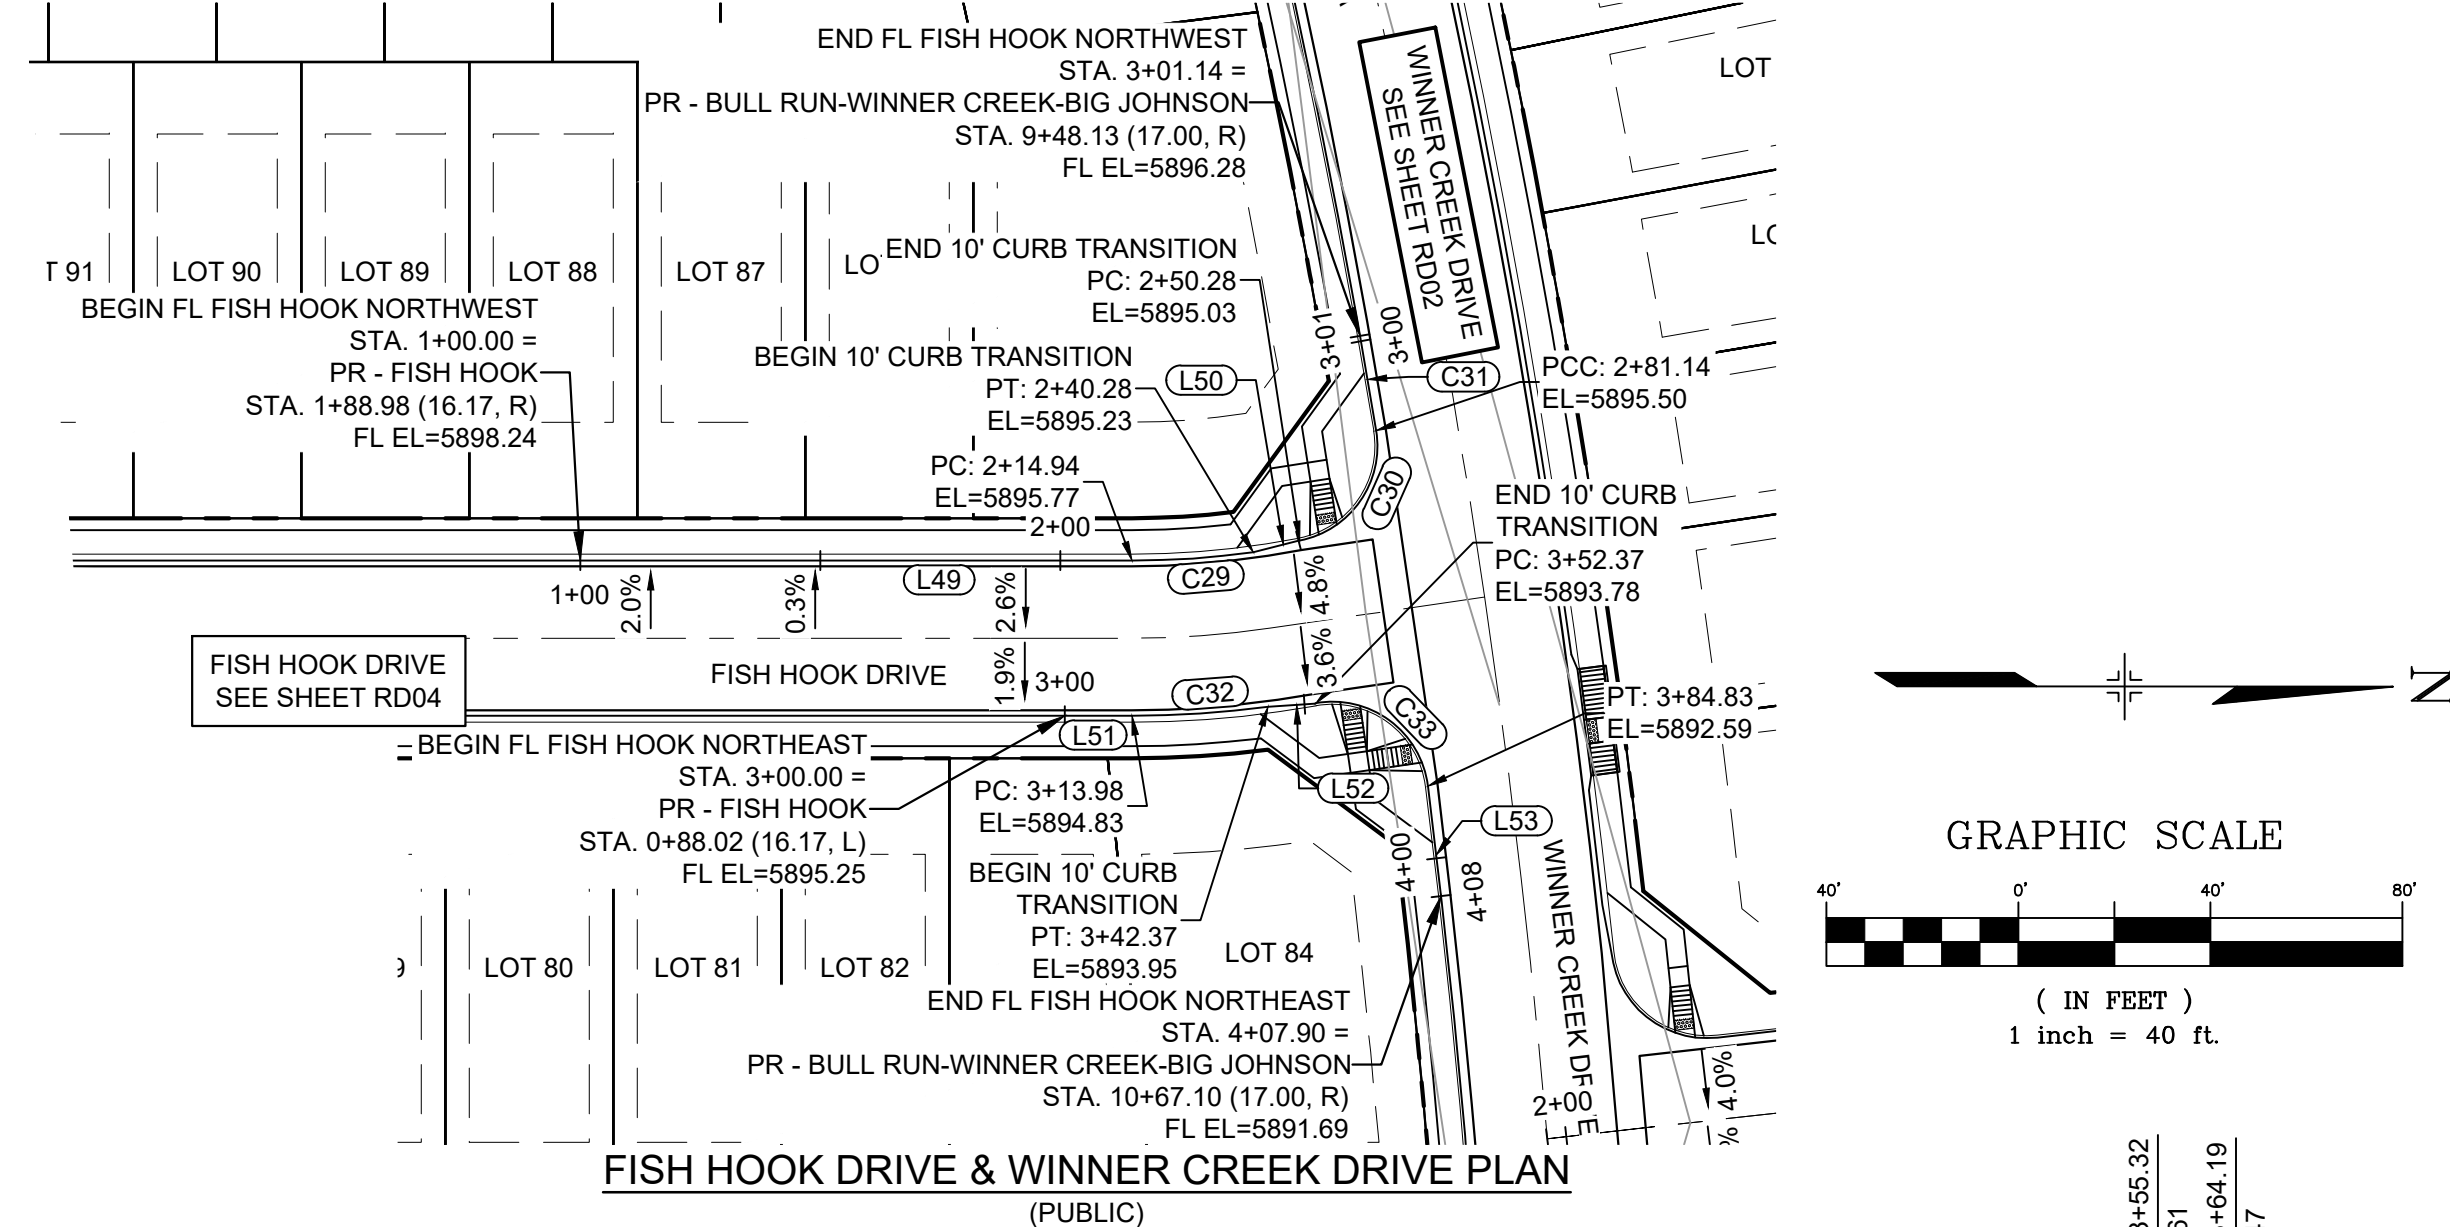 END FL FISH HOOK NORTHWEST
STA. 3+01.14 =
PR - BULL RUN-WINNER CREEK-BIG JOHNSON
STA. 9+48.13 (17.00, R)
FL EL=5896.28
WINNER CREEK DRIVE
SEE SHEET RD02
LOT
END 10' CURB TRANSITION
PC: 2+50.28
EL=5895.03
T 91
LOT 90
LOT 89
LOT 88
LOT 87
LO
BEGIN FL FISH HOOK NORTHWEST
STA. 1+00.00 =
PR - FISH HOOK
STA. 1+88.98 (16.17, R)
FL EL=5898.24
BEGIN 10' CURB TRANSITION
PT: 2+40.28
EL=5895.23
L50
3+01
3+00
C31
PCC: 2+81.14
EL=5895.50
PC: 2+14.94
EL=5895.77
2+00
C30
END 10' CURB
TRANSITION
PC: 3+52.37
EL=5893.78
1+00
2.0%
0.3%
L49
2.6%
C29
4.8%
FISH HOOK DRIVE
SEE SHEET RD04
FISH HOOK DRIVE
1.9%
3+00
C32
3.6%
C33
PT: 3+84.83
EL=5892.59
BEGIN FL FISH HOOK NORTHEAST
STA. 3+00.00 =
PR - FISH HOOK
STA. 0+88.02 (16.17, L)
FL EL=5895.25
L51
PC: 3+13.98
EL=5894.83
L52
L53
4+00
4+08
WINNER CREEK DR
E
BEGIN 10' CURB
TRANSITION
PT: 3+42.37
EL=5893.95
LOT 80
LOT 81
LOT 82
LOT 84
END FL FISH HOOK NORTHEAST
STA. 4+07.90 =
PR - BULL RUN-WINNER CREEK-BIG JOHNSON
STA. 10+67.10 (17.00, R)
FL EL=5891.69
2+00
% 4.0%
N
GRAPHIC SCALE
40' 0' 40' 80'
( IN FEET )
1 inch = 40 ft.
FISH HOOK DRIVE & WINNER CREEK DRIVE PLAN
(PUBLIC)
+55.32
+64.19